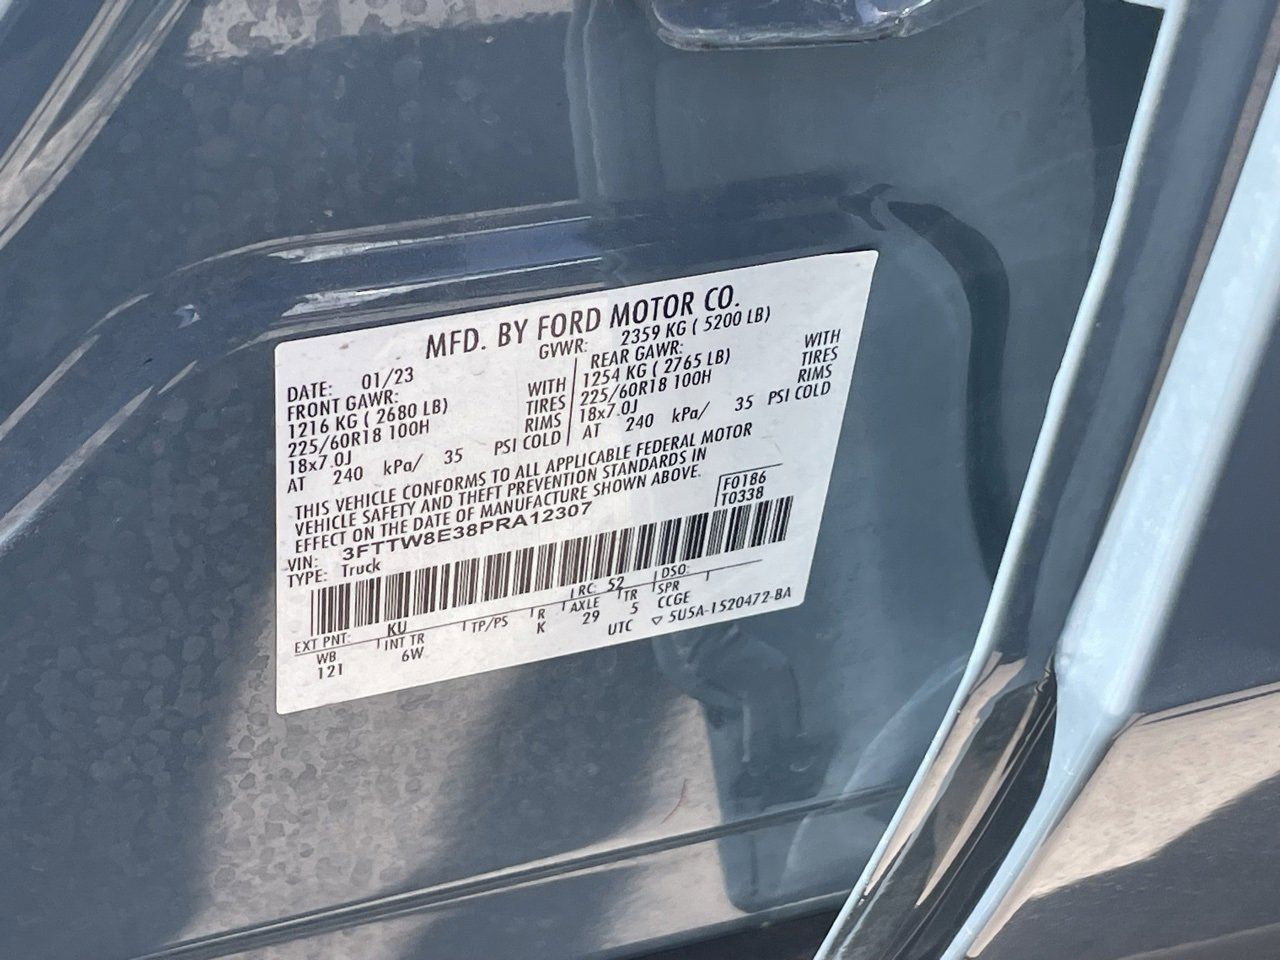 MFD. BY FORD MOTOR CO.
DATE: 01/23 GVWR: 2359 KG ( 5200 LB)
FRONT GAWR: WITH REAR GAWR: WITH
1216 KG ( 2680 LB) TIRES 1254 KG ( 2765 LB) TIRES
225/60R18 100H RIMS 225/60R18 100H RIMS
18x7.0J PSI COLD 18x7.0J PSI COLD
AT 240 kPa/ 35 AT 240 kPa/ 35
THIS VEHICLE CONFORMS TO ALL APPLICABLE FEDERAL MOTOR
VEHICLE SAFETY AND THEFT PREVENTION STANDARDS IN
EFFECT ON THE DATE OF MANUFACTURE SHOWN ABOVE.
F0186
T0338
VIN: 3FTTW8E38PRA12307
TYPE: Truck
EXT PNT: KU RC: 52 DSO:
WB INT TR TP/PS R AXLE TR SPR
121 6W K 29 5 CCGE
UTC ▽ 5U5A-1520472-BA